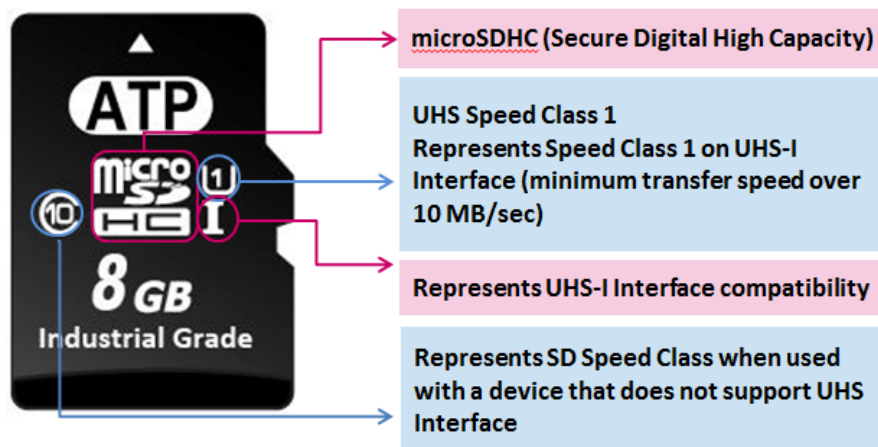 ATP
micro
SD
HC
U1
I
C10
8 GB
Industrial Grade
microSDHC (Secure Digital High Capacity)
UHS Speed Class 1
Represents Speed Class 1 on UHS-I
Interface (minimum transfer speed over
10 MB/sec)
Represents UHS-I Interface compatibility
Represents SD Speed Class when used
with a device that does not support UHS
Interface